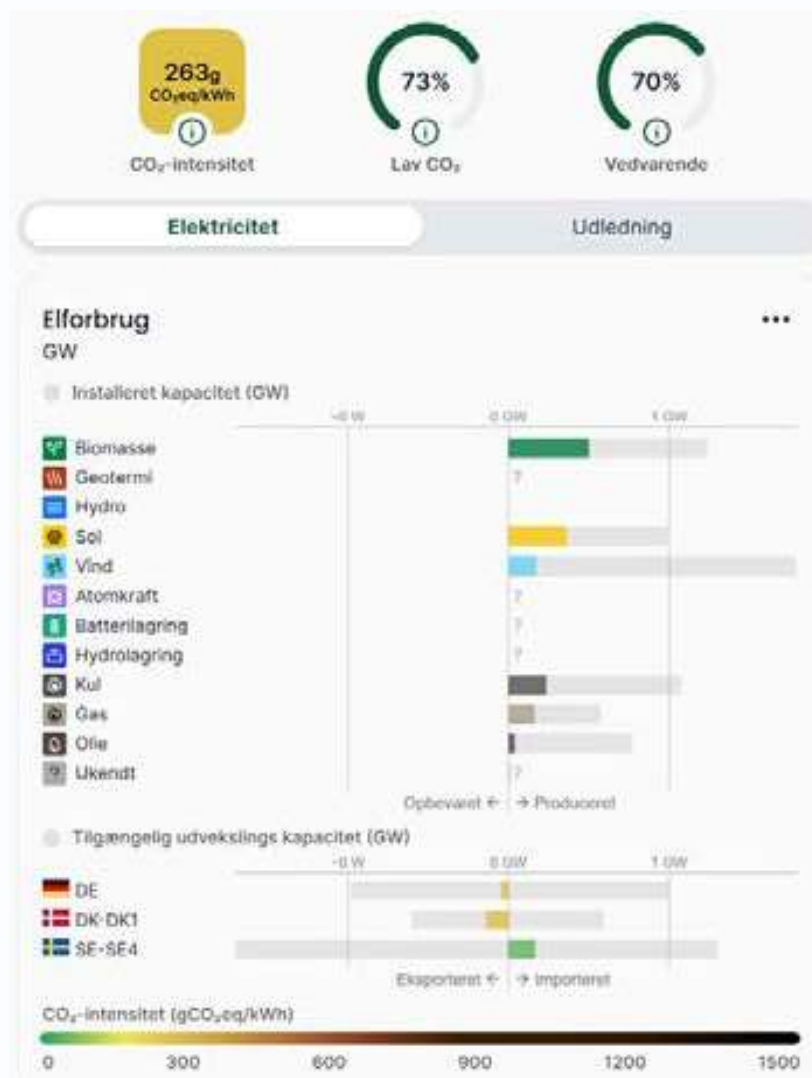 263g
CO₂eq/kWh
73%
70%
CO₂-intensitet
Lav CO₂
Vedvarende
Elektricitet
Udledning
Elforbrug
GW
Installeret kapacitet (GW)
0 GW
1 GW
Biomasse
Geotermi
?
Hydro
Sol
Vind
Atomkraft
?
Batterilagring
?
Hydrolagring
?
Kul
Gas
Olie
? Ukendt
?
Opbevaret ← → Produceret
Tilgængelig udvekslings kapacitet (GW)
0 GW
1 GW
DE
DK-DK1
SE-SE4
Eksporteret ← → Importeret
CO₂-intensitet (gCO₂eq/kWh)
0 300 600 900 1200 1500